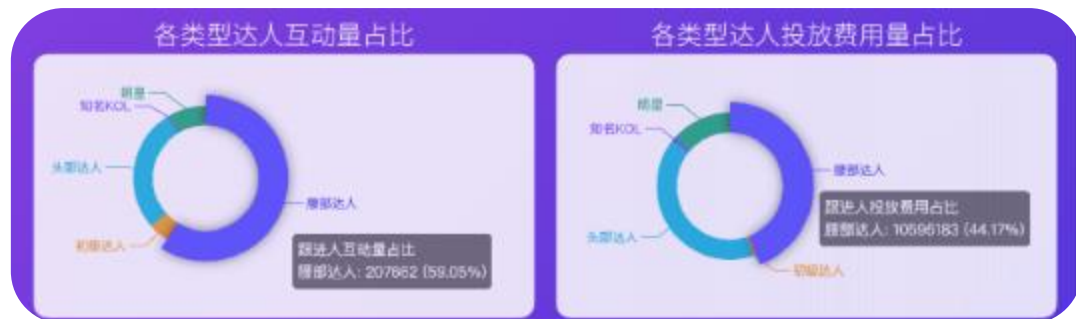 各类型达人互动量占比
明星
知名KOL
头部达人
腰部达人
初级达人
跟进人互动量占比
腰部达人: 207662 (59.05%)
各类型达人投放费用量占比
明星
知名KOL
腰部达人
跟进人投放费用占比
腰部达人: 10596183 (44.17%)
头部达人
初级达人